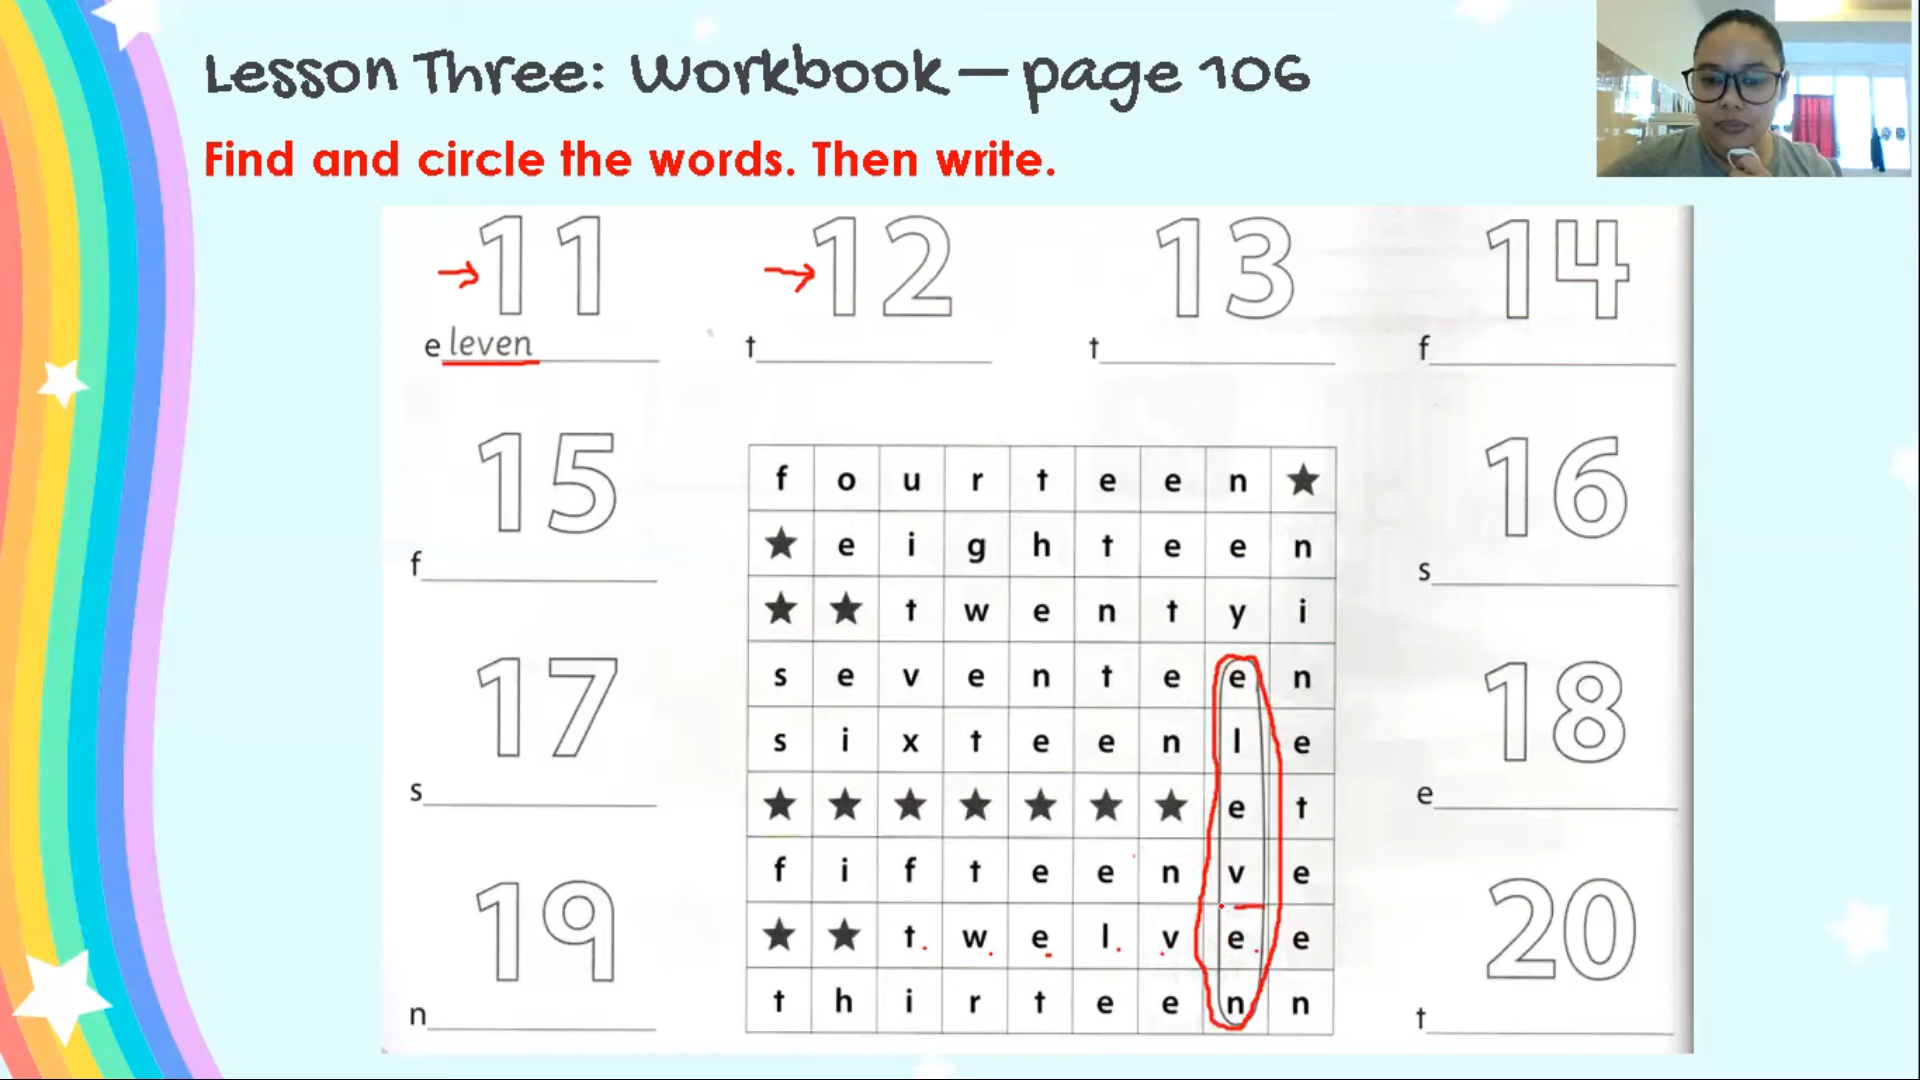 Lesson Three: Workbook – page 106
Find and circle the words. Then write.
11 12 13 14
eleven t f
t
15 16
f s
17 18
s e
19 20
n t
f o u r t e e n ★
★ e i g h t e e n
★ ★ t w e n t y i
s e v e n t e e n
s i x t e e n l e
★ ★ ★ ★ ★ ★ ★ e t
f i f t e e n v e
★ ★ t w e l v e e
t h i r t e e n n